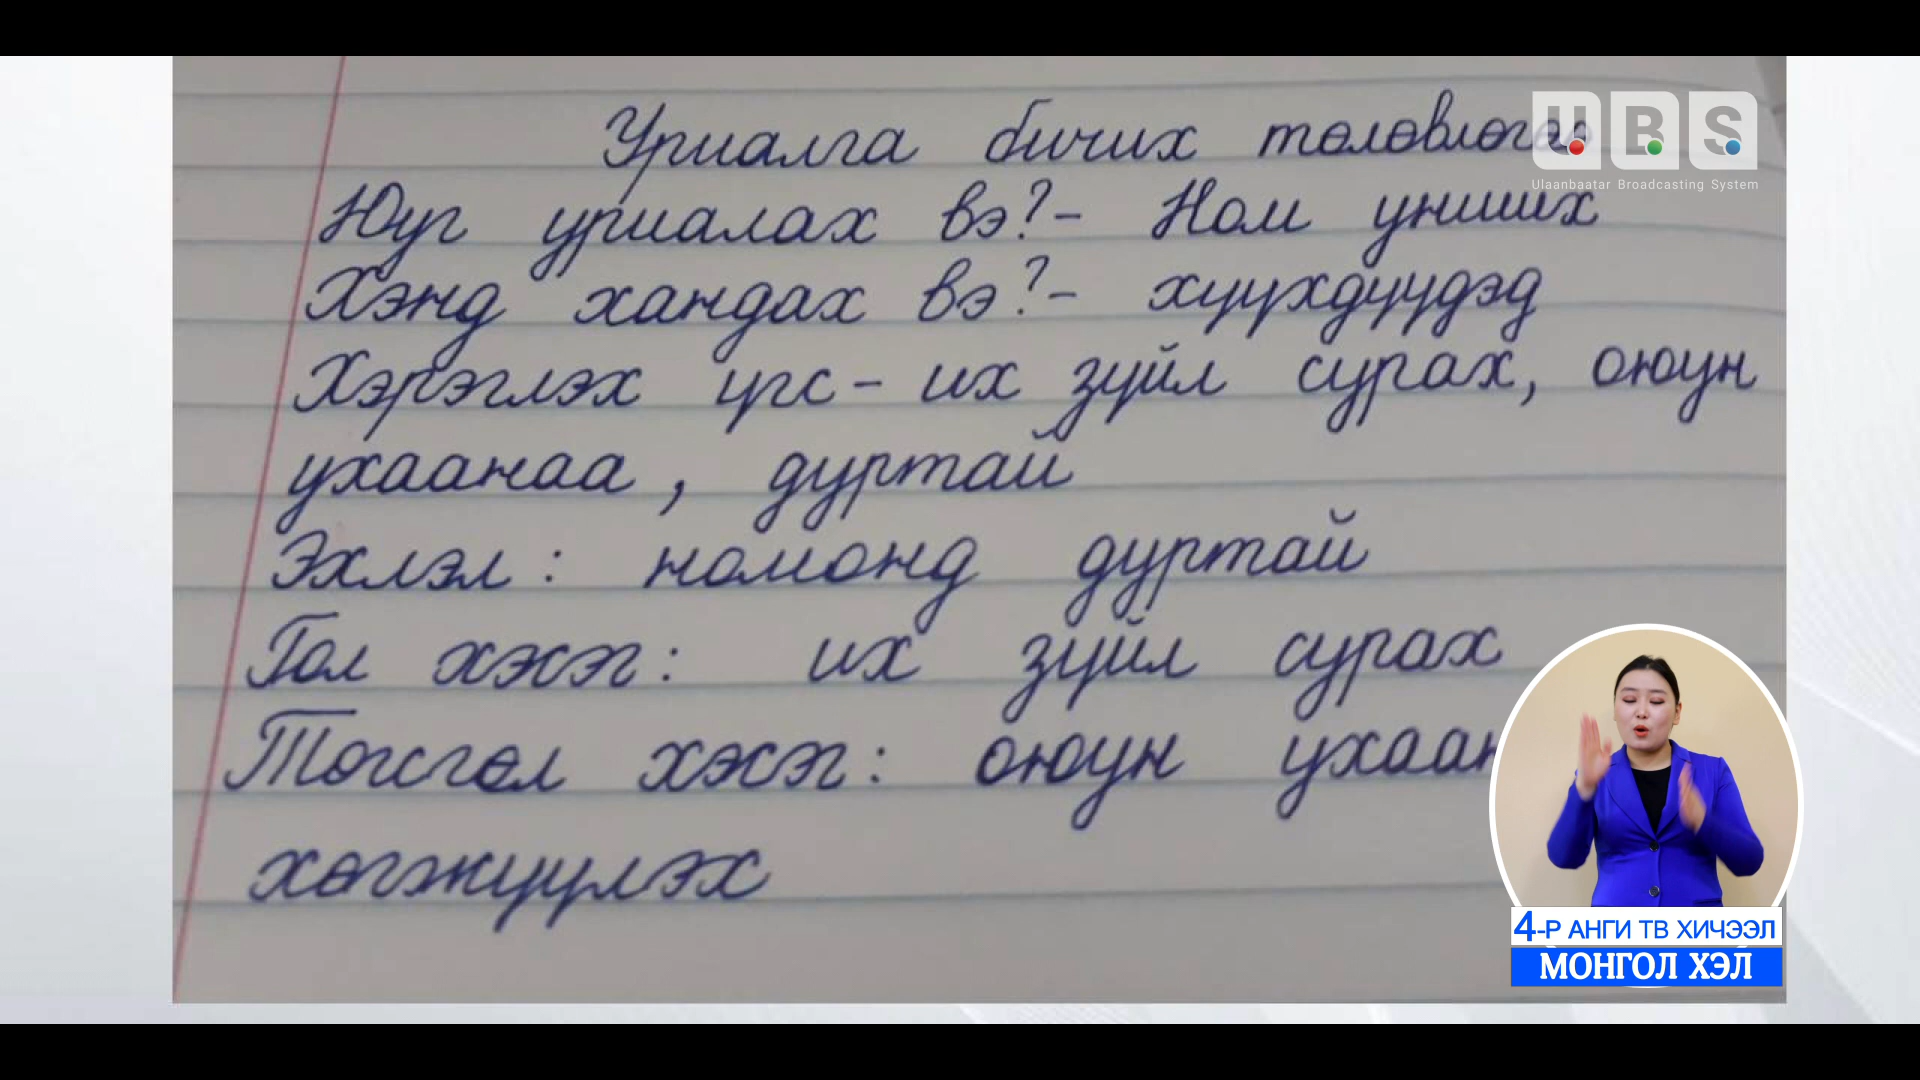 Уриалга бичих
UBS
Ulaanbaatar Broadcasting System
Юуг уриалах вэ?- Ном унших
Хэнд хандах вэ?- хүүхдүүдэд
Хэрэглэх үгс - их зүйл сурах, оюун
ухаанаа, дуртай
Эхлэл: номонд дуртай
Гол хэсэг: их зүйл сурах
Төгсгөл хэсэг: оюун
хөгжүүлэх
4-Р АНГИ ТВ ХИЧЭЭЛ
МОНГОЛ ХЭЛ